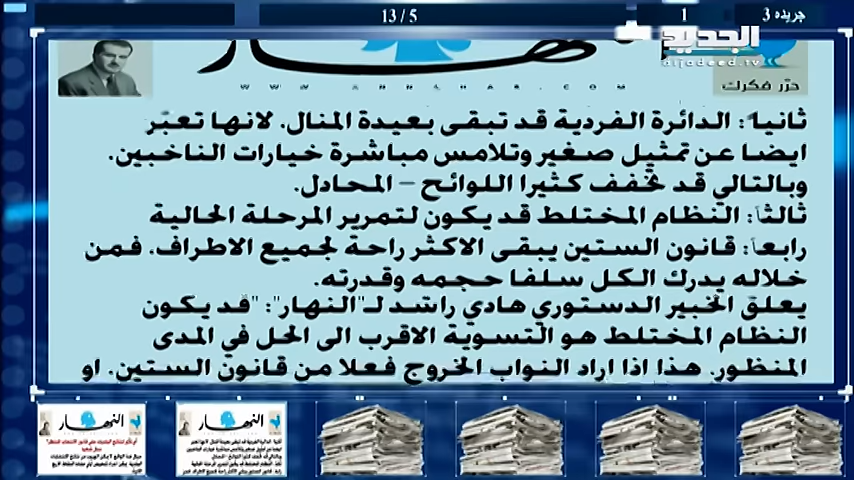 جريده 3
1
13 / 5
الجديد
aljadeed.tv
نهار
حرّر فكرك
ثانياً: الدائرة الفردية قد تبقى بعيدة المنال. لانها تعبّر
ايضا عن تمثيل صغير وتلامس مباشرة خيارات الناخبين.
وبالتالي قد تخفف كثيرا اللوائح – المحادل.
ثالثاً: النظام المختلط قد يكون لتمرير المرحلة الحالية
رابعاً: قانون الستين يبقى الاكثر راحة لجميع الاطراف. فمن
خلاله يدرك الكل سلفا حجمه وقدرته.
يعلق الخبير الدستوري هادي راشد لـ"النهار": "قد يكون
النظام المختلط هو التسوية الاقرب الى الحل في المدى
المنظور. هذا اذا اراد النواب الخروج فعلا من قانون الستين. او
النهار
النهار